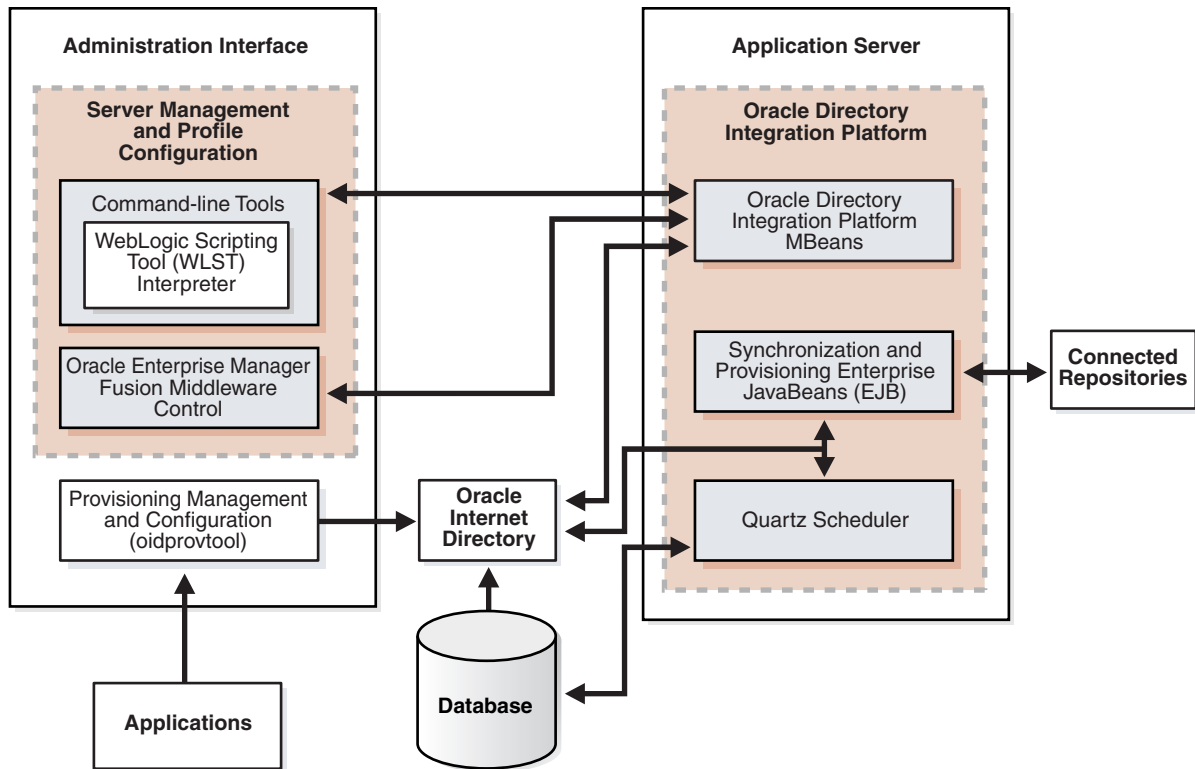 Administration Interface
Server Management
and Profile
Configuration
Command-line Tools
WebLogic Scripting
Tool (WLST)
Interpreter
Oracle Enterprise Manager
Fusion Middleware
Control
Provisioning Management
and Configuration
(oidprovtool)
Applications
Oracle
Internet
Directory
Database
Application Server
Oracle Directory
Integration Platform
Oracle Directory
Integration Platform
MBeans
Synchronization and
Provisioning Enterprise
JavaBeans (EJB)
Quartz Scheduler
Connected
Repositories